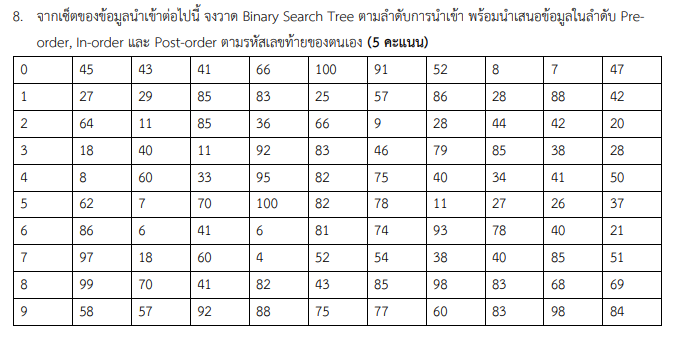 8. จากเซ็ตของข้อมูลนำเข้าต่อไปนี้ จงวาด Binary Search Tree ตามลำดับการนำเข้า พร้อมนำเสนอข้อมูลในลำดับ Pre-
order, In-order และ Post-order ตามรหัสเลขท้ายของตนเอง (5 คะแนน)
0 45 43 41 66 100 91 52 8 7 47
1 27 29 85 83 25 57 86 28 88 42
2 64 11 85 36 66 9 28 44 42 20
3 18 40 11 92 83 46 79 85 38 28
4 8 60 33 95 82 75 40 34 41 50
5 62 7 70 100 82 78 11 27 26 37
6 86 6 41 6 81 74 93 78 40 21
7 97 18 60 4 52 54 38 40 85 51
8 99 70 41 82 43 85 98 83 68 69
9 58 57 92 88 75 77 60 83 98 84